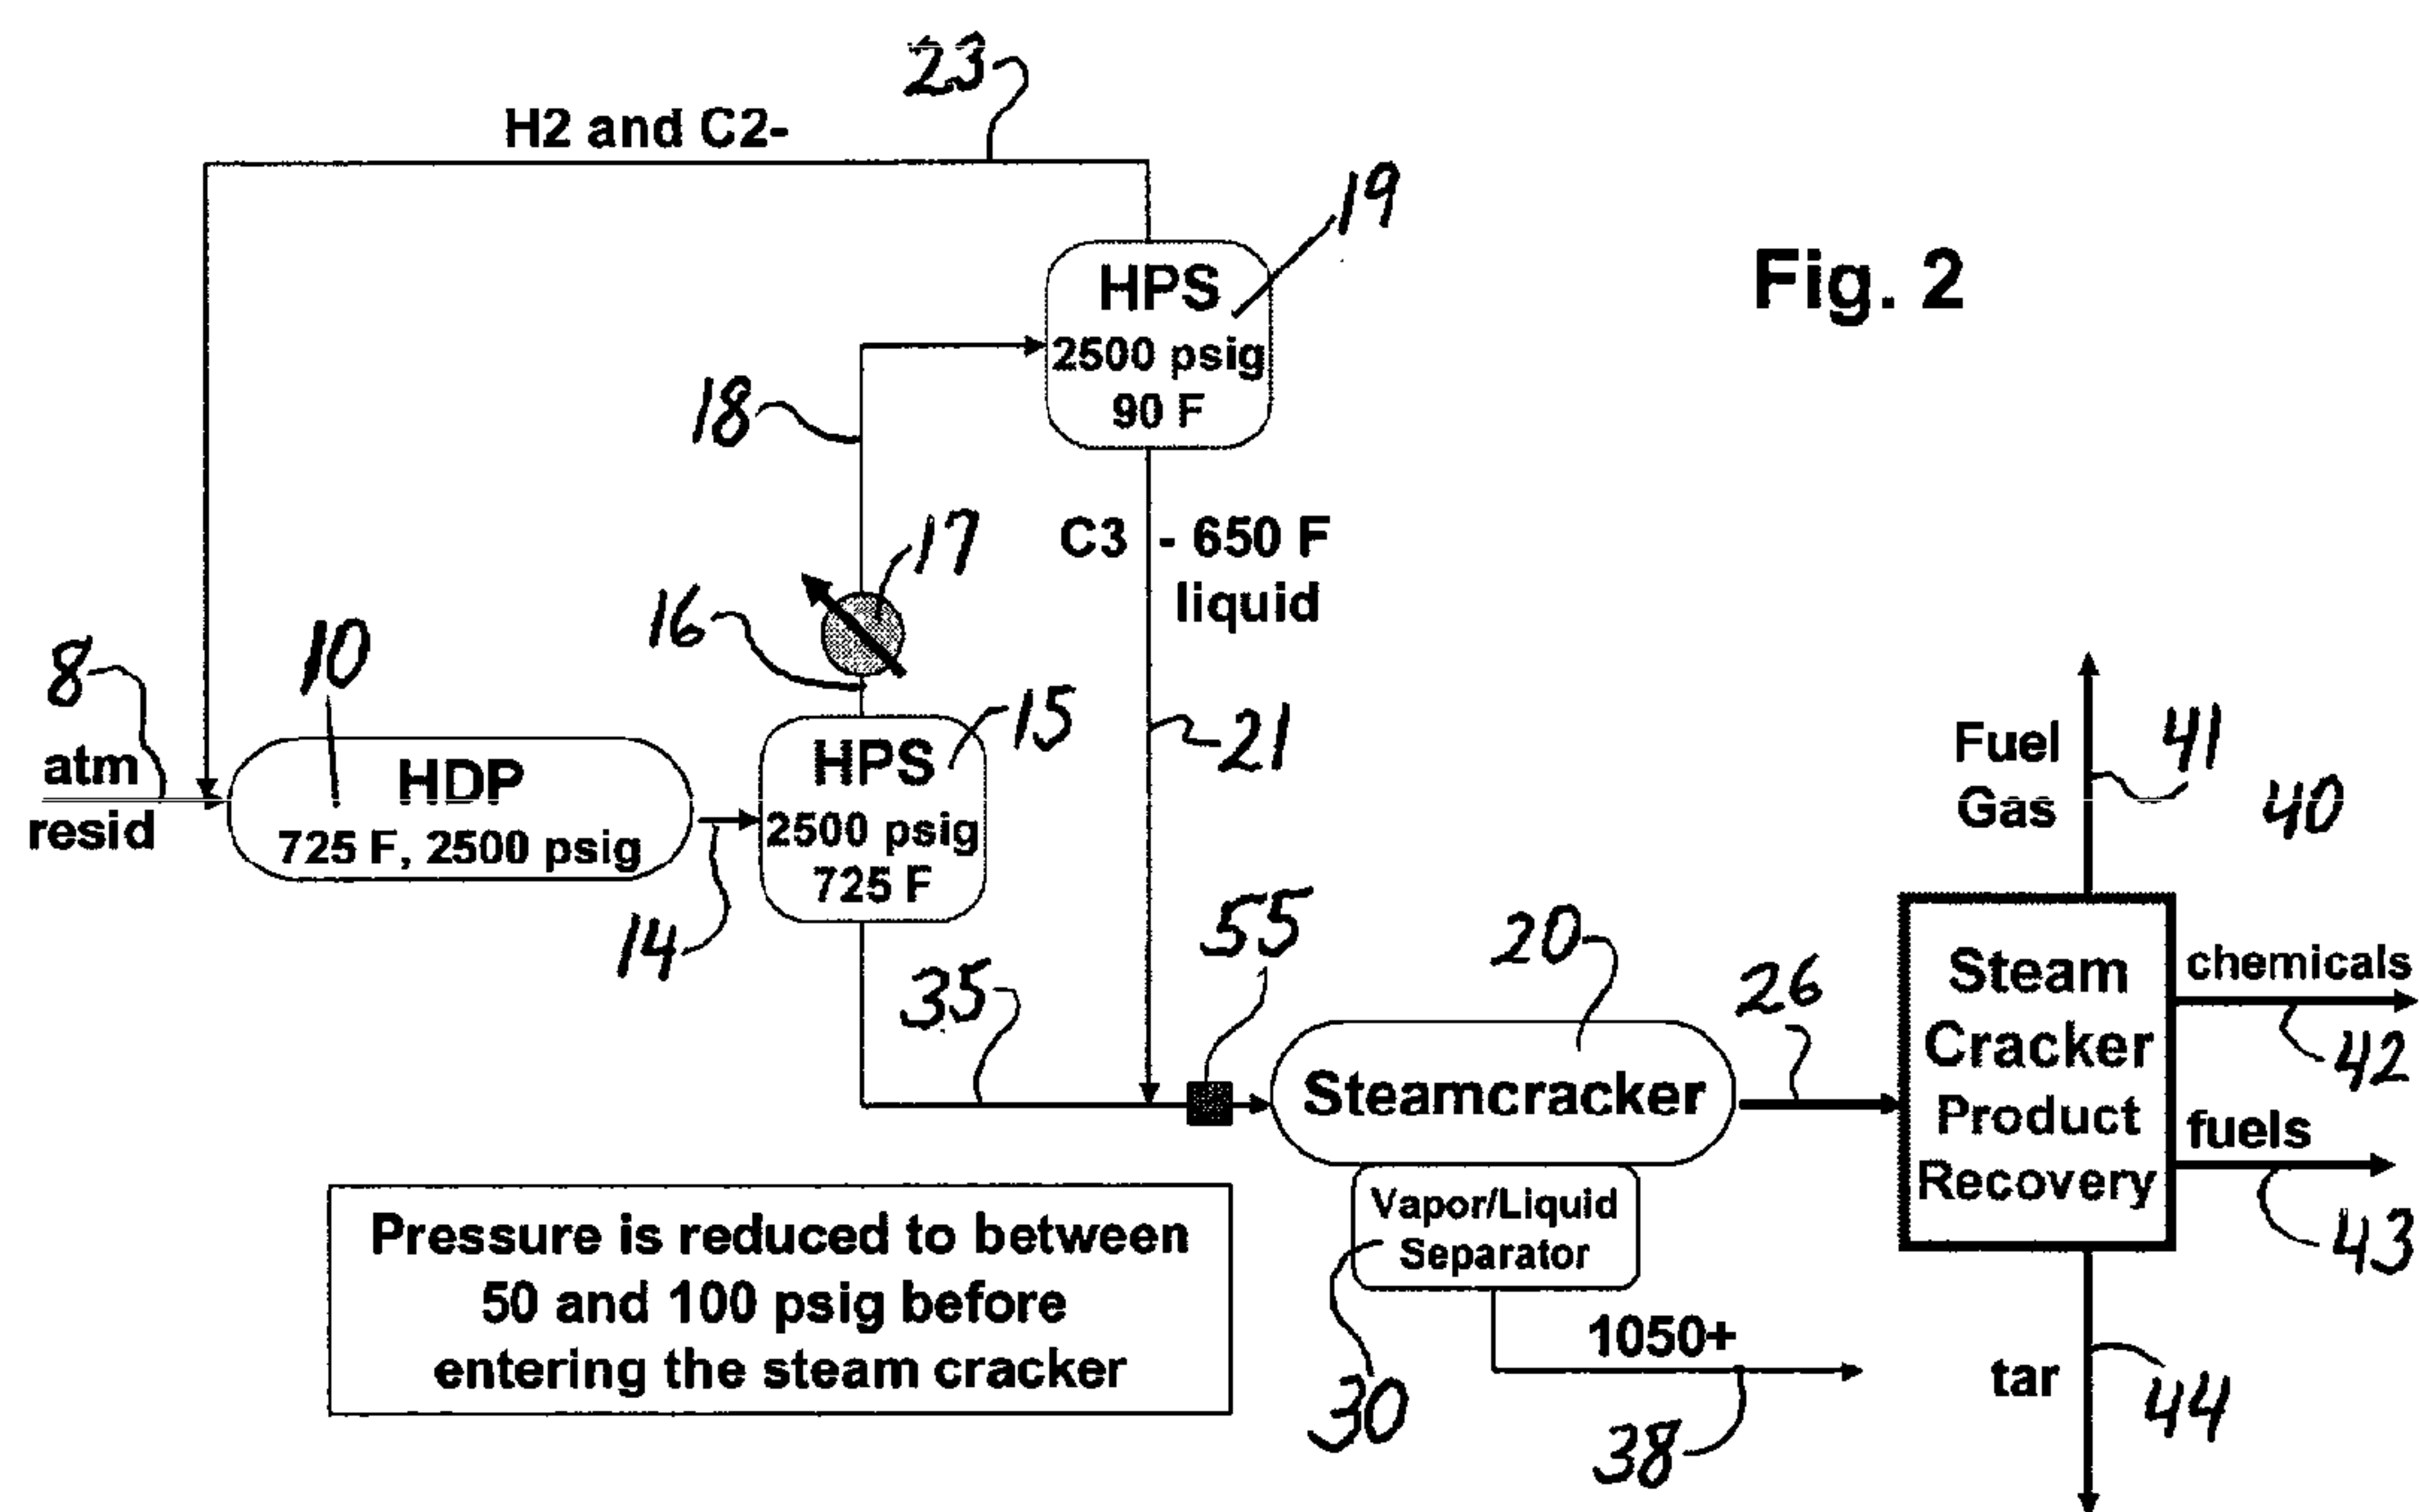 23
H2 and C2-
19
HPS
2500 psig
90 F
Fig. 2
18
17
C3 - 650 F
liquid
16
8
10
15
21
atm
resid
HDP
725 F, 2500 psig
HPS
2500 psig
725 F
14
Fuel
Gas
41
40
35
55
20
26
Steamcracker
Steam
Cracker
Product
Recovery
chemicals
42
fuels
43
Vapor/Liquid
Separator
30
1050+
38
tar
44
Pressure is reduced to between
50 and 100 psig before
entering the steam cracker